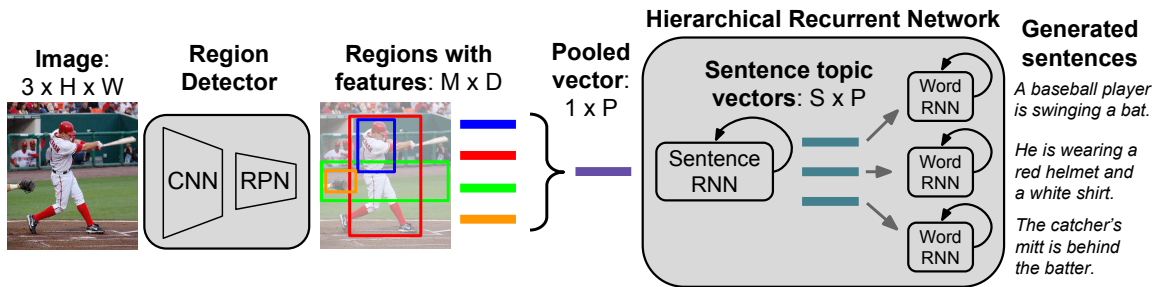 Image:
3 x H x W
Region
Detector
CNN
RPN
Regions with
features: M x D
Pooled
vector:
1 x P
Hierarchical Recurrent Network
Sentence
RNN
Sentence topic
vectors: S x P
Word
RNN
Word
RNN
Word
RNN
Generated
sentences
A baseball player
is swinging a bat.
He is wearing a
red helmet and
a white shirt.
The catcher's
mitt is behind
the batter.